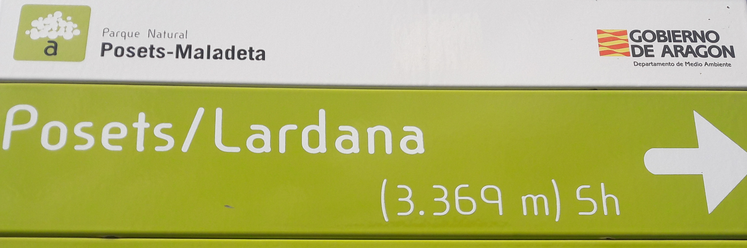 a
Parque Natural
Posets-Maladeta
GOBIERNO
DE ARAGON
Departamento de Medio Ambiente
Posets/Lardana
(3.369 m) 5h